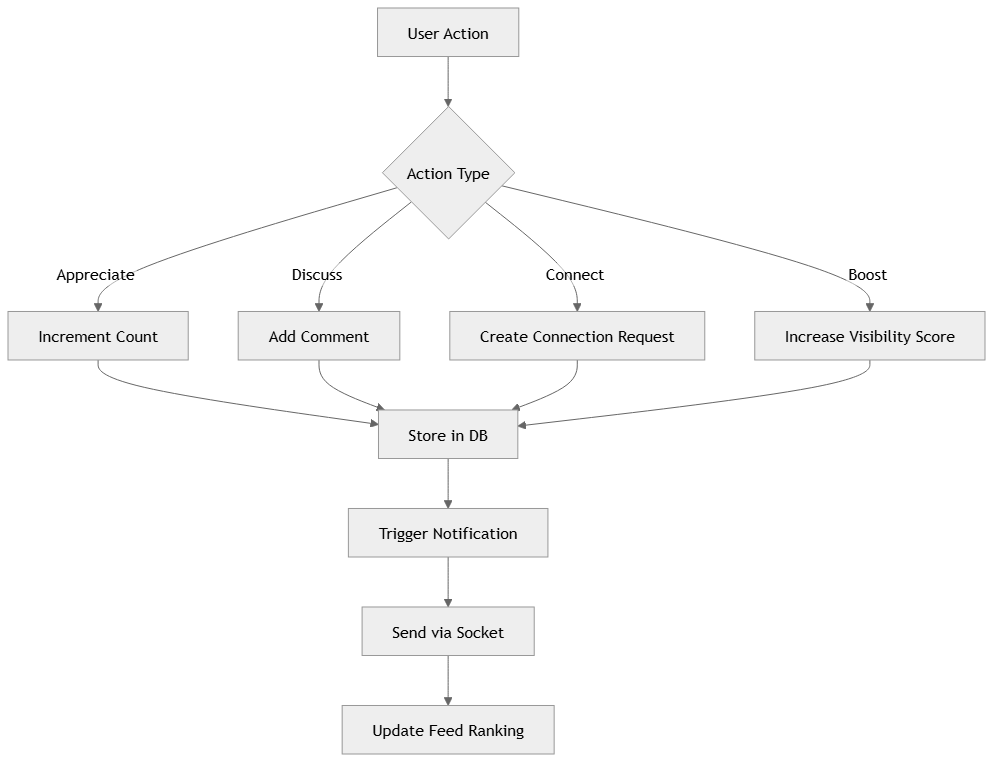 User Action
Action Type
Appreciate
Discuss
Connect
Boost
Increment Count
Add Comment
Create Connection Request
Increase Visibility Score
Store in DB
Trigger Notification
Send via Socket
Update Feed Ranking